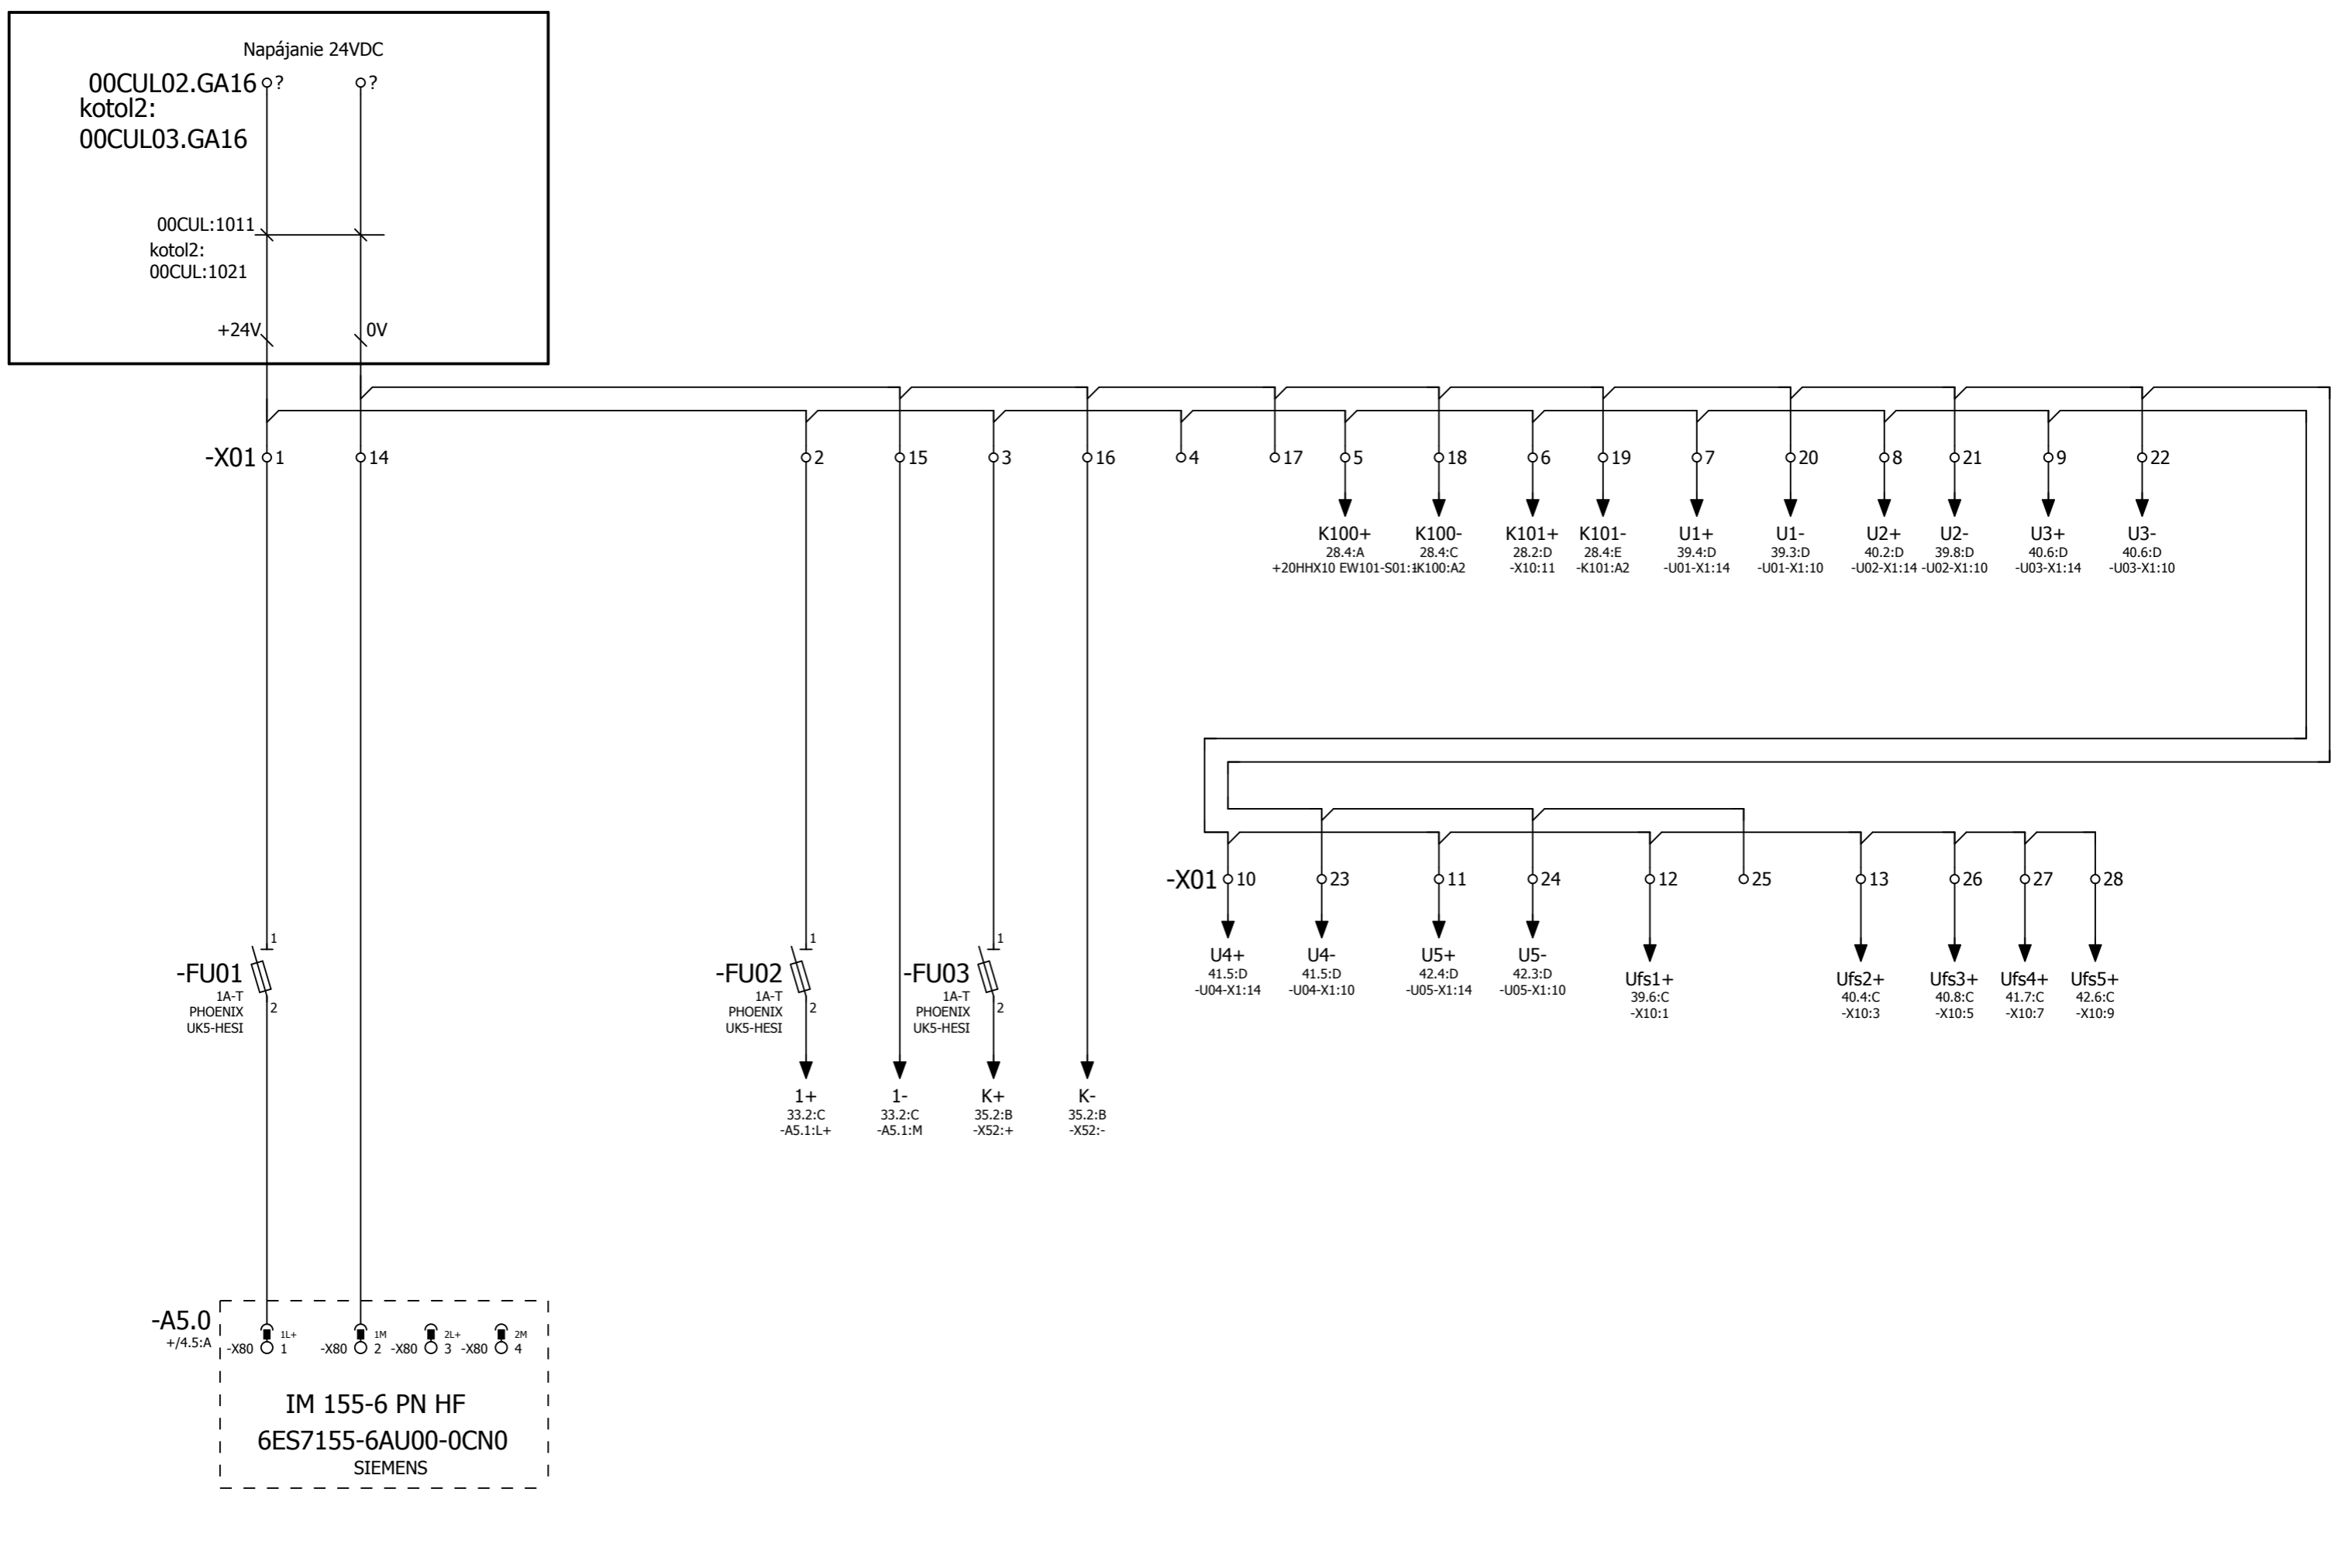 Napájanie 24VDC
00CUL02.GA16 ? ?
kotol2:
00CUL03.GA16
00CUL:1011
kotol2:
00CUL:1021
+24V 0V
-X01 1 14 2 15 3 16 4 17 5 18 6 19 7 20 8 21 9 22
K100+ K100- K101+ K101- U1+ U1- U2+ U2- U3+ U3-
28.4:A 28.4:C 28.2:D 28.4:E 39.4:D 39.3:D 40.2:D 39.8:D 40.6:D 40.6:D
+20HHX10 EW101-S01:1 -K100:A2 -X10:11 -K101:A2 -U01-X1:14 -U01-X1:10 -U02-X1:14 -U02-X1:10 -U03-X1:14 -U03-X1:10
-X01 10 23 11 24 12 25 13 26 27 28
U4+ U4- U5+ U5-
41.5:D 41.5:D 42.4:D 42.3:D
-U04-X1:14 -U04-X1:10 -U05-X1:14 -U05-X1:10
Ufs1+ Ufs2+ Ufs3+ Ufs4+ Ufs5+
39.6:C 40.4:C 40.8:C 41.7:C 42.6:C
-X10:1 -X10:3 -X10:5 -X10:7 -X10:9
1 1 1
-FU01 -FU02 -FU03
1A-T 1A-T 1A-T
2 2 2
PHOENIX PHOENIX PHOENIX
UK5-HESI UK5-HESI UK5-HESI
1+ 1- K+ K-
33.2:C 33.2:C 35.2:B 35.2:B
-A5.1:L+ -A5.1:M -X52:+ -X52:-
-A5.0
+/4.5:A
1L+ 1M 2L+ 2M
-X80 1 -X80 2 -X80 3 -X80 4
IM 155-6 PN HF
6ES7155-6AU00-0CN0
SIEMENS